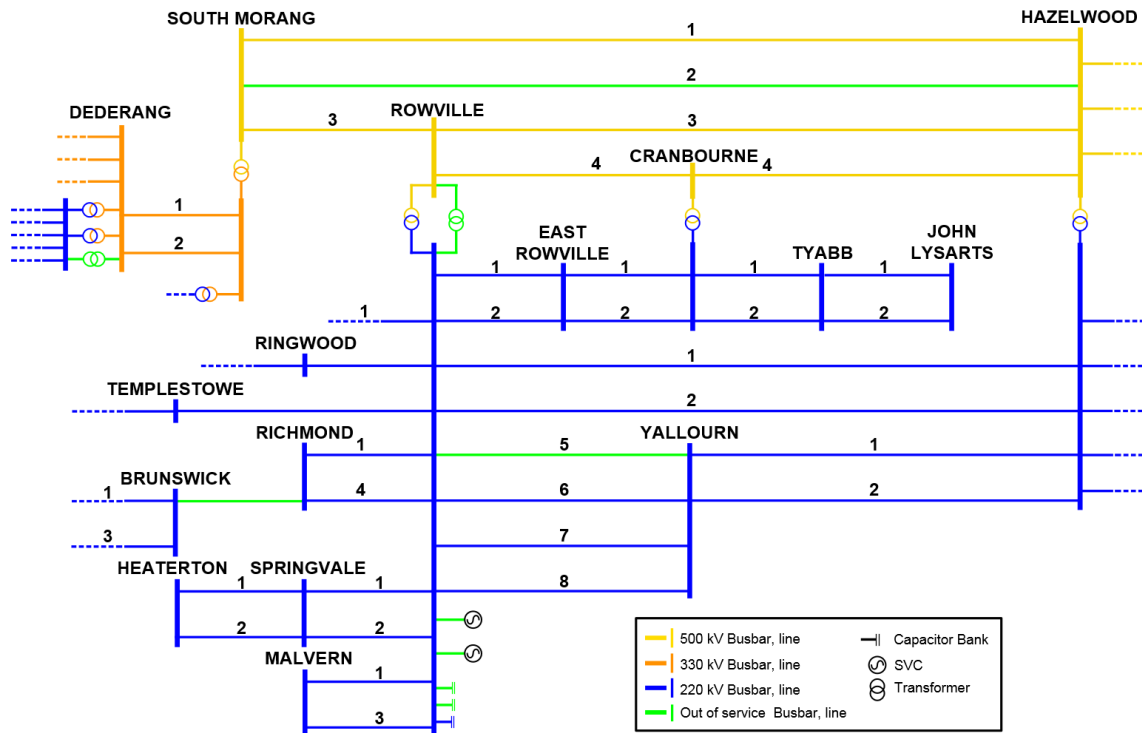 SOUTH MORANG
HAZELWOOD
1
2
DEDERANG
ROWVILLE
3
3
CRANBOURNE
4
4
1
2
EAST
ROWVILLE
TYABB
JOHN
LYSARTS
1
1
1
1
1
2
2
2
2
RINGWOOD
1
TEMPLESTOWE
2
RICHMOND
YALLOURN
1
5
1
BRUNSWICK
1
4
6
2
3
7
HEATERTON
SPRINGVALE
1
1
8
2
2
MALVERN
1
3
500 kV Busbar, line
Capacitor Bank
330 kV Busbar, line
SVC
220 kV Busbar, line
Transformer
Out of service Busbar, line